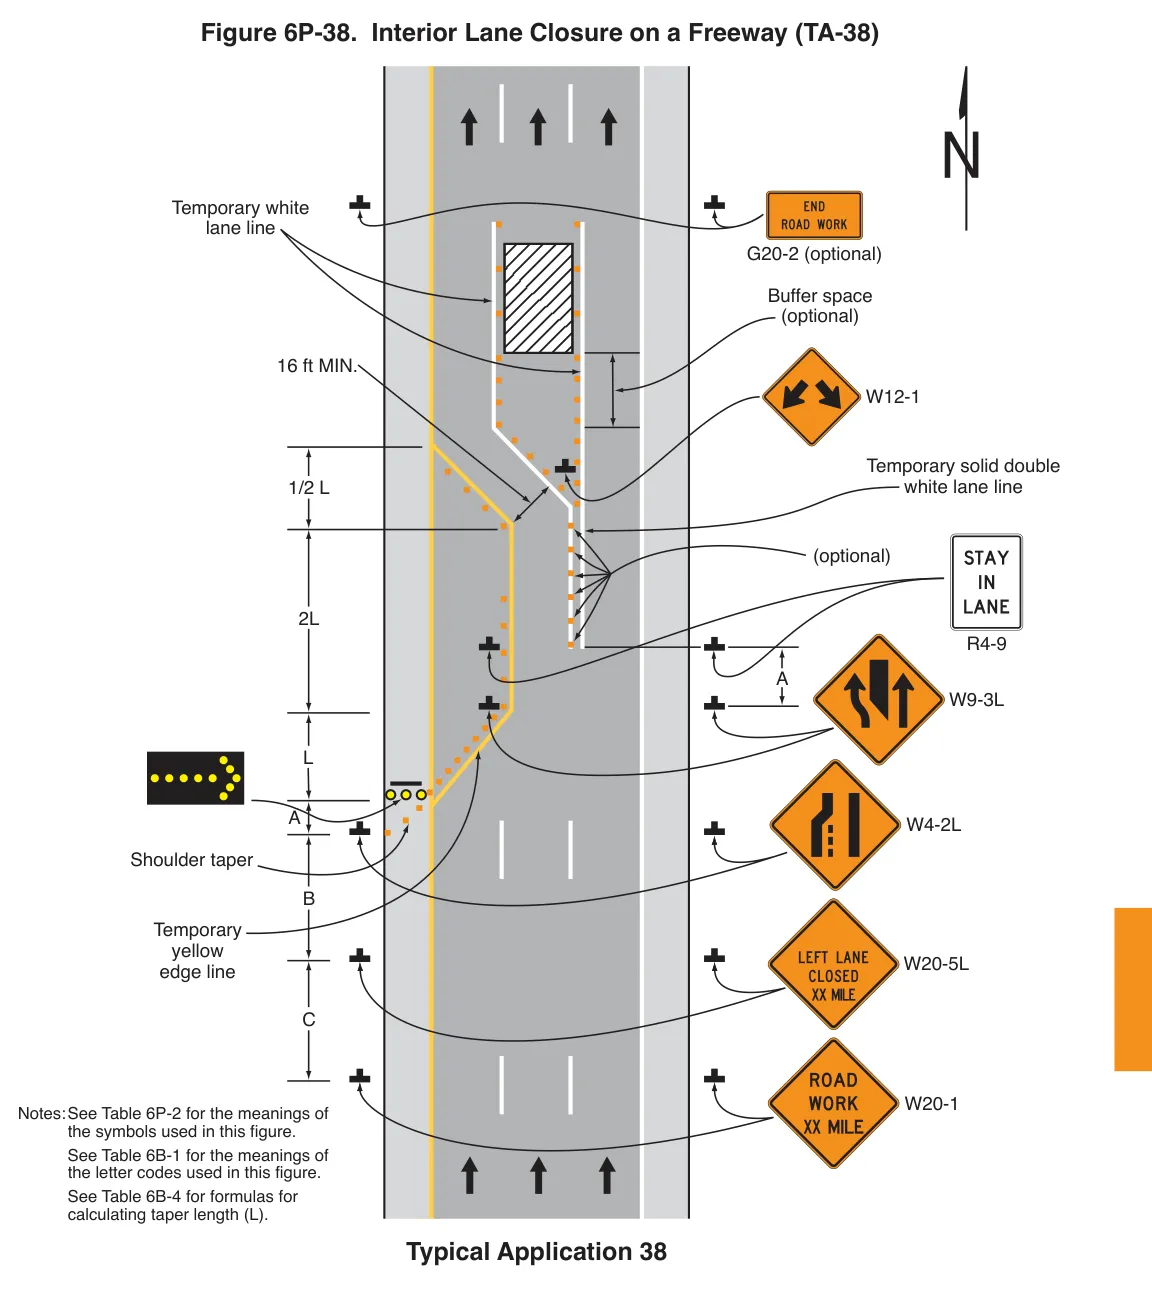 Figure 6P-38. Interior Lane Closure on a Freeway (TA-38)
N
Temporary white
lane line
END
ROAD WORK
G20-2 (optional)
Buffer space
(optional)
16 ft MIN.
W12-1
1/2 L
Temporary solid double
white lane line
(optional)
STAY
IN
LANE
R4-9
2L
A
W9-3L
L
A
W4-2L
Shoulder taper
B
Temporary
yellow
edge line
LEFT LANE
CLOSED
XX MILE
W20-5L
C
ROAD
WORK
XX MILE
W20-1
Notes: See Table 6P-2 for the meanings of
the symbols used in this figure.
See Table 6B-1 for the meanings of
the letter codes used in this figure.
See Table 6B-4 for formulas for
calculating taper length (L).
Typical Application 38